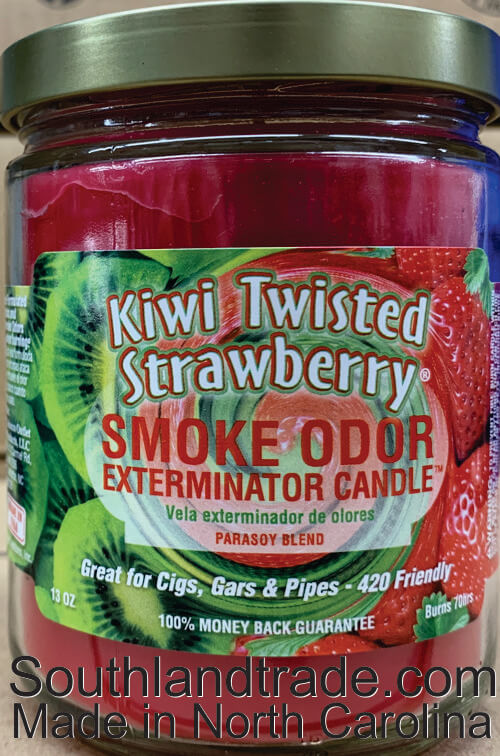 Kiwi Twisted
Strawberry®
SMOKE ODOR
EXTERMINATOR CANDLE™
Vela exterminador de olores
PARASOY BLEND
Great for Cigs, Gars & Pipes - 420 Friendly
13 OZ
Burns 70hrs
100% MONEY BACK GUARANTEE
Southlandtrade.com
Made in North Carolina